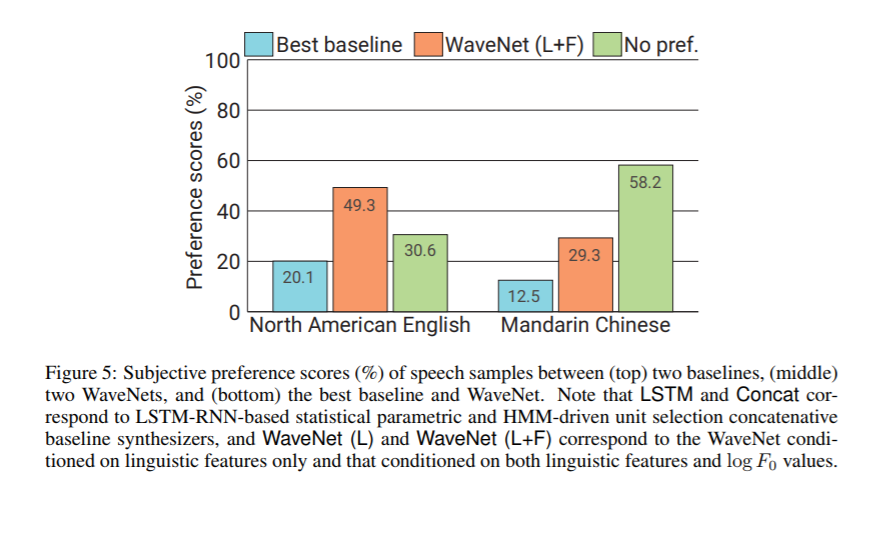 Best baseline WaveNet (L+F) No pref.
Preference scores (%)
100
80
60
40
20
0
20.1
49.3
30.6
12.5
29.3
58.2
North American English Mandarin Chinese
Figure 5: Subjective preference scores (%) of speech samples between (top) two baselines, (middle)
two WaveNets, and (bottom) the best baseline and WaveNet. Note that LSTM and Concat cor-
respond to LSTM-RNN-based statistical parametric and HMM-driven unit selection concatenative
baseline synthesizers, and WaveNet (L) and WaveNet (L+F) correspond to the WaveNet condi-
tioned on linguistic features only and that conditioned on both linguistic features and log F₀ values.